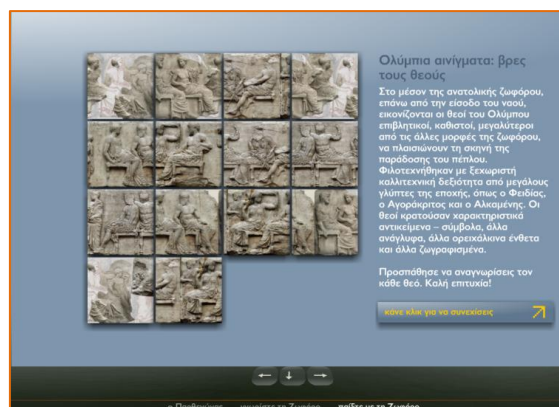 Ολύμπια αινίγματα: βρες
τους θεούς
Στο μέσον της ανατολικής ζωφόρου,
επάνω από την είσοδο του ναού,
εικονίζονται οι θεοί του Ολύμπου
επιβλητικοί, καθιστοί, μεγαλύτεροι
από τις άλλες μορφές της ζωφόρου,
να πλαισιώνουν τη σκηνή της
παράδοσης του πέπλου.
Φιλοτεχνήθηκαν με ξεχωριστή
καλλιτεχνική δεξιότητα από μεγάλους
γλύπτες της εποχής, όπως ο Φειδίας,
ο Αγοράκριτος και ο Αλκαμένης. Οι
θεοί κρατούσαν χαρακτηριστικά
αντικείμενα – σύμβολα, άλλα
ανάγλυφα, άλλα ορειχάλκινα ένθετα
και άλλα ζωγραφισμένα.
Προσπάθησε να αναγνωρίσεις τον
κάθε θεό. Καλή επιτυχία!
κάνε κλικ για να συνεχίσεις